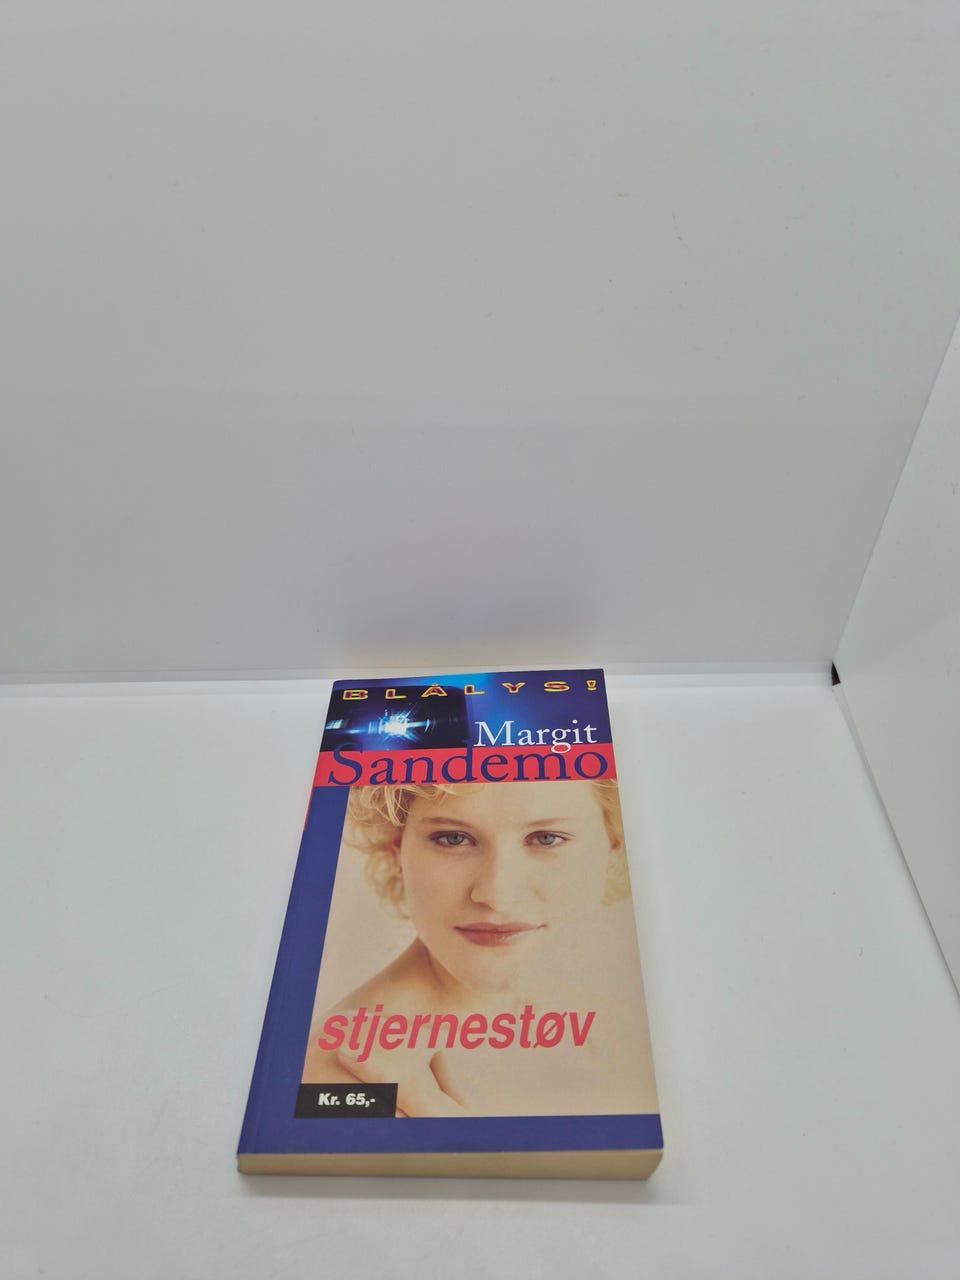 BLÅLYS!
Margit
Sandemo
stjernestøv
Kr. 65,-